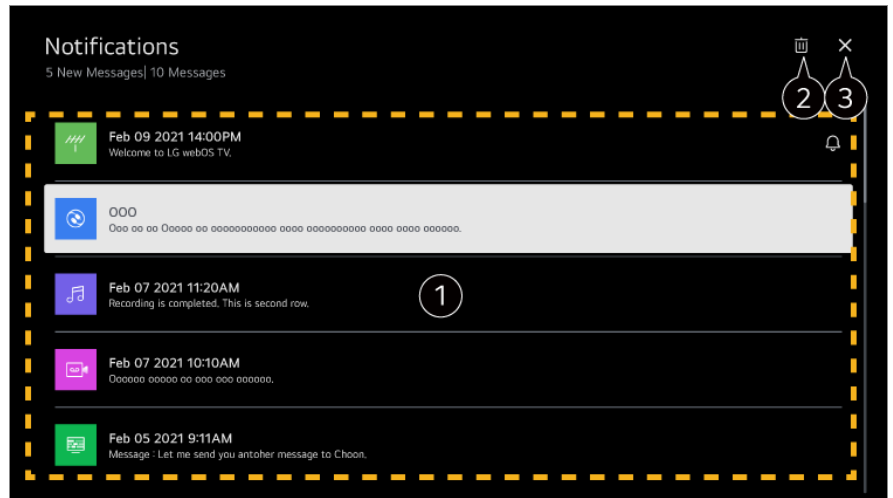 Notifications
5 New Messages| 10 Messages
2 3
Feb 09 2021 14:00PM
Welcome to LG webOS TV.
OOO
Ooo oo oo Ooooo oo ooooooooooo oooo oooooooooo oooo oooo oooooo.
Feb 07 2021 11:20AM
Recording is completed. This is second row.
1
Feb 07 2021 10:10AM
Oooooo ooooo oo ooo ooo oooooo.
Feb 05 2021 9:11AM
Message : Let me send you antoher message to Choon.